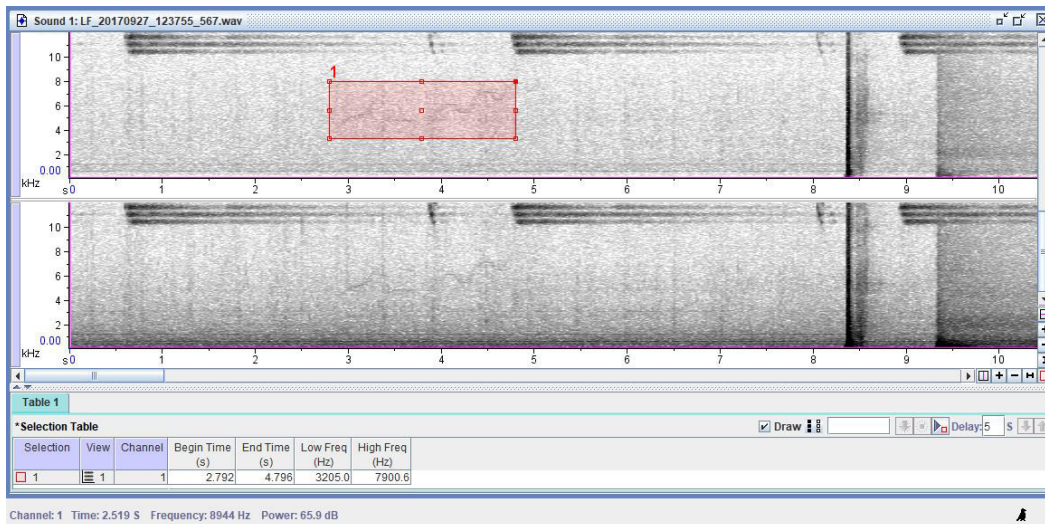 Sound 1: LF_20170927_123755_567.wav
1
10
8
6
4
2
0.00
kHz
s 0 1 2 3 4 5 6 7 8 9 10
10
8
6
4
2
0.00
kHz
s 0 1 2 3 4 5 6 7 8 9 10
Table 1
*Selection Table Draw Delay: 5 s
Selection View Channel Begin Time (s) End Time (s) Low Freq (Hz) High Freq (Hz)
1 1 1 2.792 4.796 3205.0 7900.6
Channel: 1 Time: 2.519 S Frequency: 8944 Hz Power: 65.9 dB